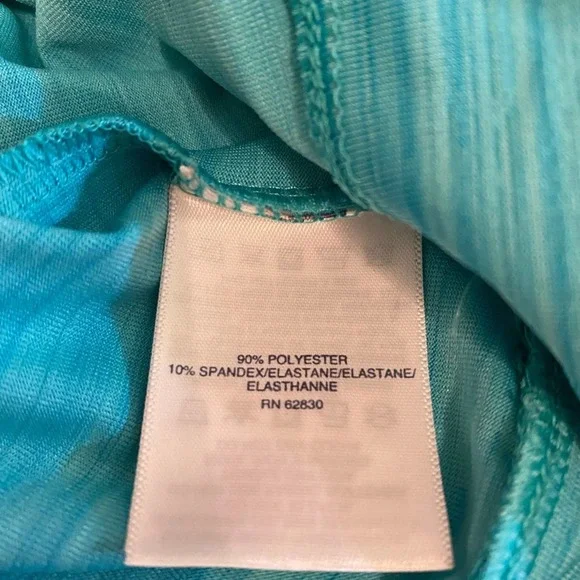 90% POLYESTER
10% SPANDEX/ELASTANE/ELASTANE/
ELASTHANNE
RN 62830